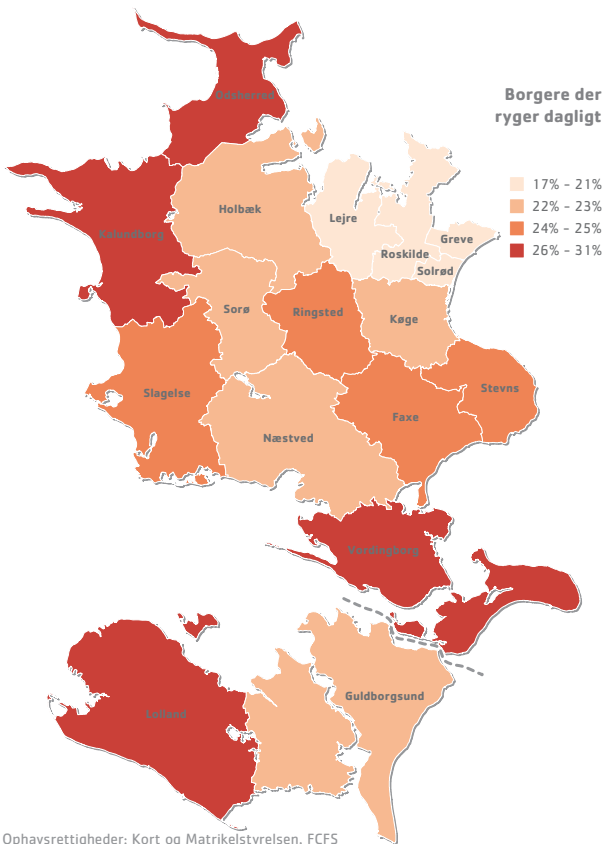 Odsherred
Borgere der
ryger dagligt
17% - 21%
22% - 23%
24% - 25%
26% - 31%
Holbæk
Lejre
Kalundborg
Greve
Roskilde
Solrød
Sorø
Ringsted
Køge
Slagelse
Stevns
Faxe
Næstved
Vordingborg
Guldborgsund
Lolland
Ophavsrettigheder: Kort og Matrikelstyrelsen, FCFS